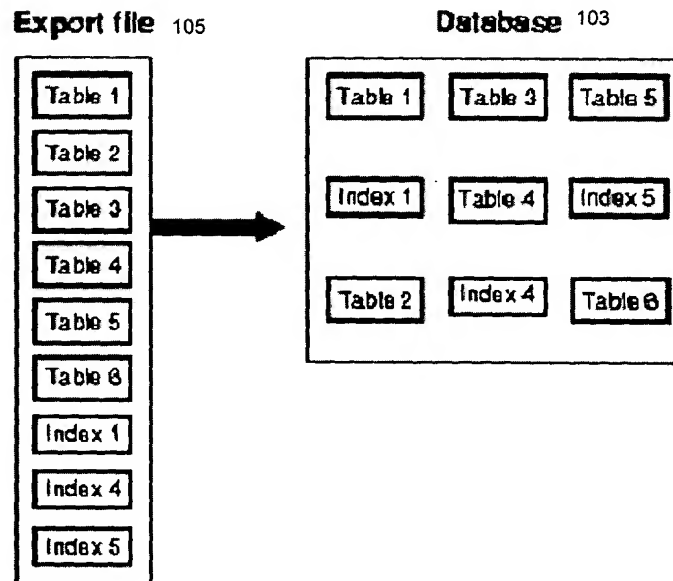 Export file 105
Database 103
Table 1
Table 2
Table 3
Table 4
Table 5
Table 6
Index 1
Index 4
Index 5
Table 1 Table 3 Table 5
Index 1 Table 4 Index 5
Table 2 Index 4 Table 6